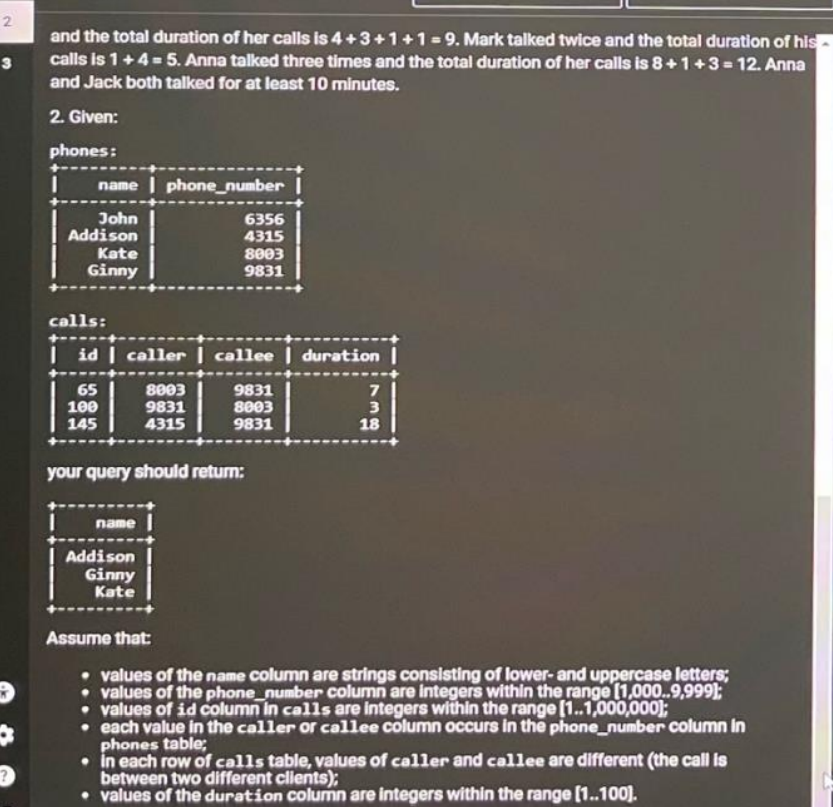 2
3
and the total duration of her calls is 4 + 3 + 1 + 1 = 9. Mark talked twice and the total duration of his
calls is 1 + 4 = 5. Anna talked three times and the total duration of her calls is 8 + 1 + 3 = 12. Anna
and Jack both talked for at least 10 minutes.
2. Given:
phones:
name | phone_number
John | 6356
Addison | 4315
Kate | 8003
Ginny | 9831
calls:
id | caller | callee | duration
65 | 8003 | 9831 | 7
100 | 9831 | 8003 | 3
145 | 4315 | 9831 | 18
your query should return:
name
Addison
Ginny
Kate
Assume that:
• values of the name column are strings consisting of lower- and uppercase letters;
• values of the phone_number column are integers within the range [1,000..9,999];
• values of id column in calls are integers within the range [1..1,000,000];
• each value in the caller or callee column occurs in the phone_number column in
phones table;
• in each row of calls table, values of caller and callee are different (the call is
between two different clients);
• values of the duration column are integers within the range [1..100].
?